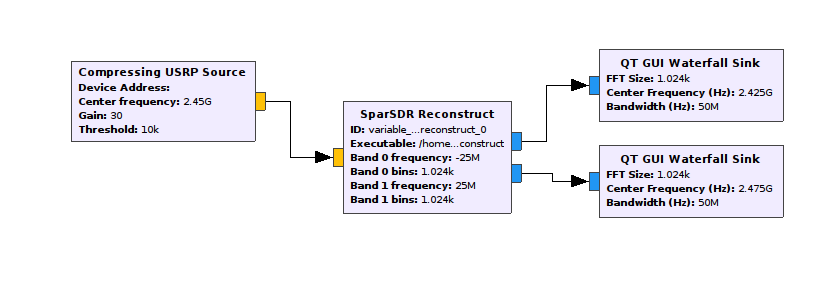 Compressing USRP Source
Device Address:
Center frequency: 2.45G
Gain: 30
Threshold: 10k
SparSDR Reconstruct
ID: variable_...reconstruct_0
Executable: /home...construct
Band 0 frequency: -25M
Band 0 bins: 1.024k
Band 1 frequency: 25M
Band 1 bins: 1.024k
QT GUI Waterfall Sink
FFT Size: 1.024k
Center Frequency (Hz): 2.425G
Bandwidth (Hz): 50M
QT GUI Waterfall Sink
FFT Size: 1.024k
Center Frequency (Hz): 2.475G
Bandwidth (Hz): 50M